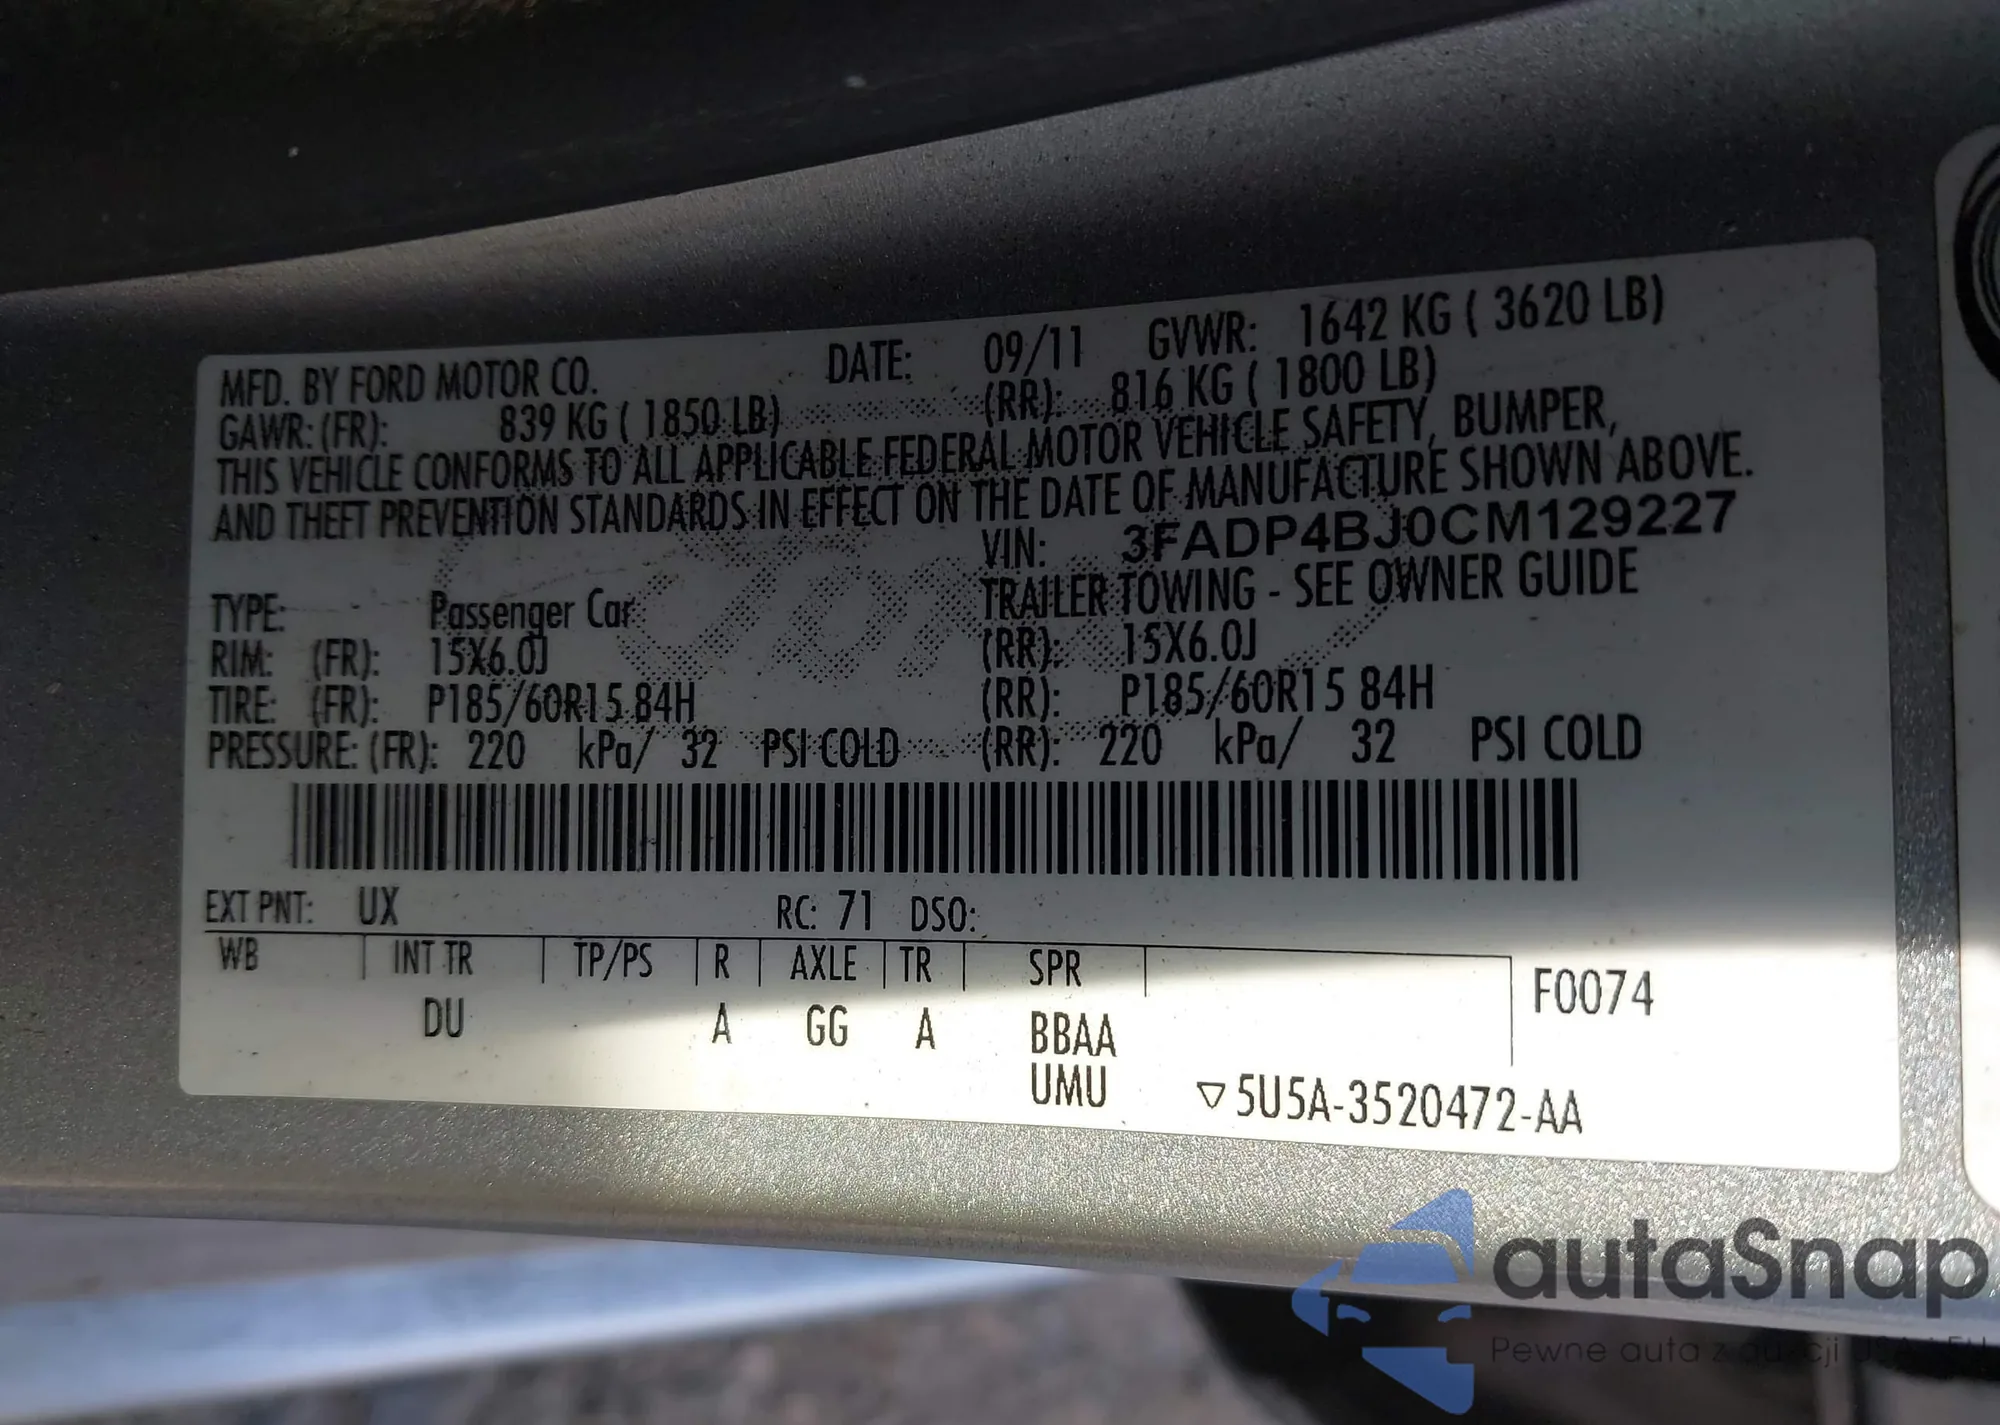 MFD. BY FORD MOTOR CO. DATE: 09/11 GVWR: 1642 KG ( 3620 LB)
GAWR: (FR): 839 KG ( 1850 LB) (RR): 816 KG ( 1800 LB)
THIS VEHICLE CONFORMS TO ALL APPLICABLE FEDERAL MOTOR VEHICLE SAFETY, BUMPER,
AND THEFT PREVENTION STANDARDS IN EFFECT ON THE DATE OF MANUFACTURE SHOWN ABOVE.
VIN: 3FADP4BJ0CM129227
TYPE: Passenger Car TRAILER TOWING - SEE OWNER GUIDE
RIM: (FR): 15X6.0J (RR): 15X6.0J
TIRE: (FR): P185/60R15 84H (RR): P185/60R15 84H
PRESSURE: (FR): 220 kPa/ 32 PSI COLD (RR): 220 kPa/ 32 PSI COLD
EXT PNT: UX RC: 71 DSO:
WB INT TR TP/PS R AXLE TR SPR F0074
DU A GG A BBAA
UMU ▽5U5A-3520472-AA
autaSnap
Pewne auta z aukcji USA i EU